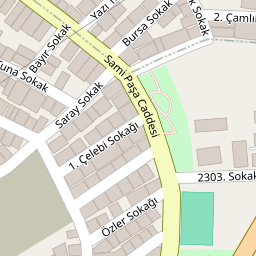 Yazı
Bursa Sokak
2. Çamlı
Bayır Sokak
Sokak
una Sokak
Sami Paşa Caddesi
Saray Sokak
1. Çelebi Sokağı
2303. Sokak
Özler Sokağı